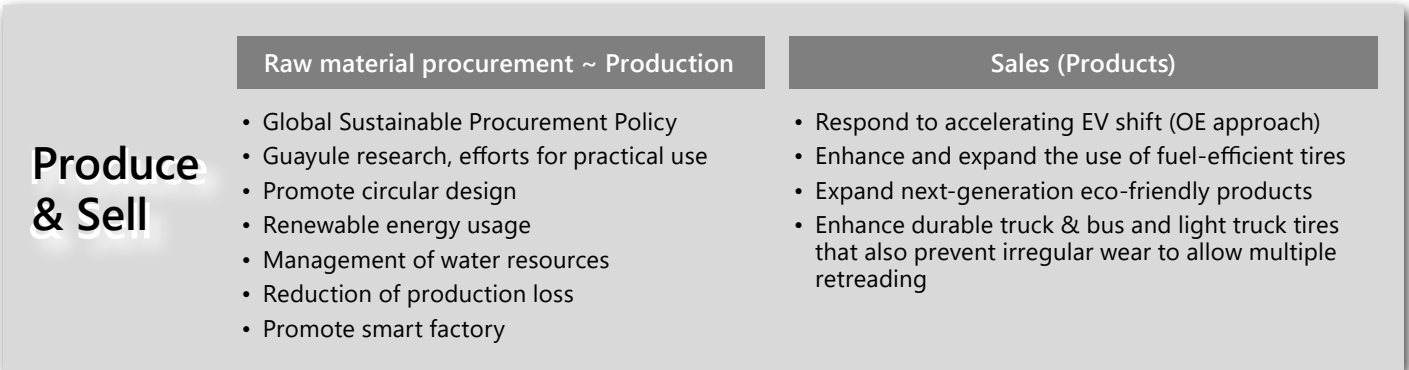 Produce
& Sell
Raw material procurement ~ Production
• Global Sustainable Procurement Policy
• Guayule research, efforts for practical use
• Promote circular design
• Renewable energy usage
• Management of water resources
• Reduction of production loss
• Promote smart factory
Sales (Products)
• Respond to accelerating EV shift (OE approach)
• Enhance and expand the use of fuel-efficient tires
• Expand next-generation eco-friendly products
• Enhance durable truck & bus and light truck tires
that also prevent irregular wear to allow multiple
retreading